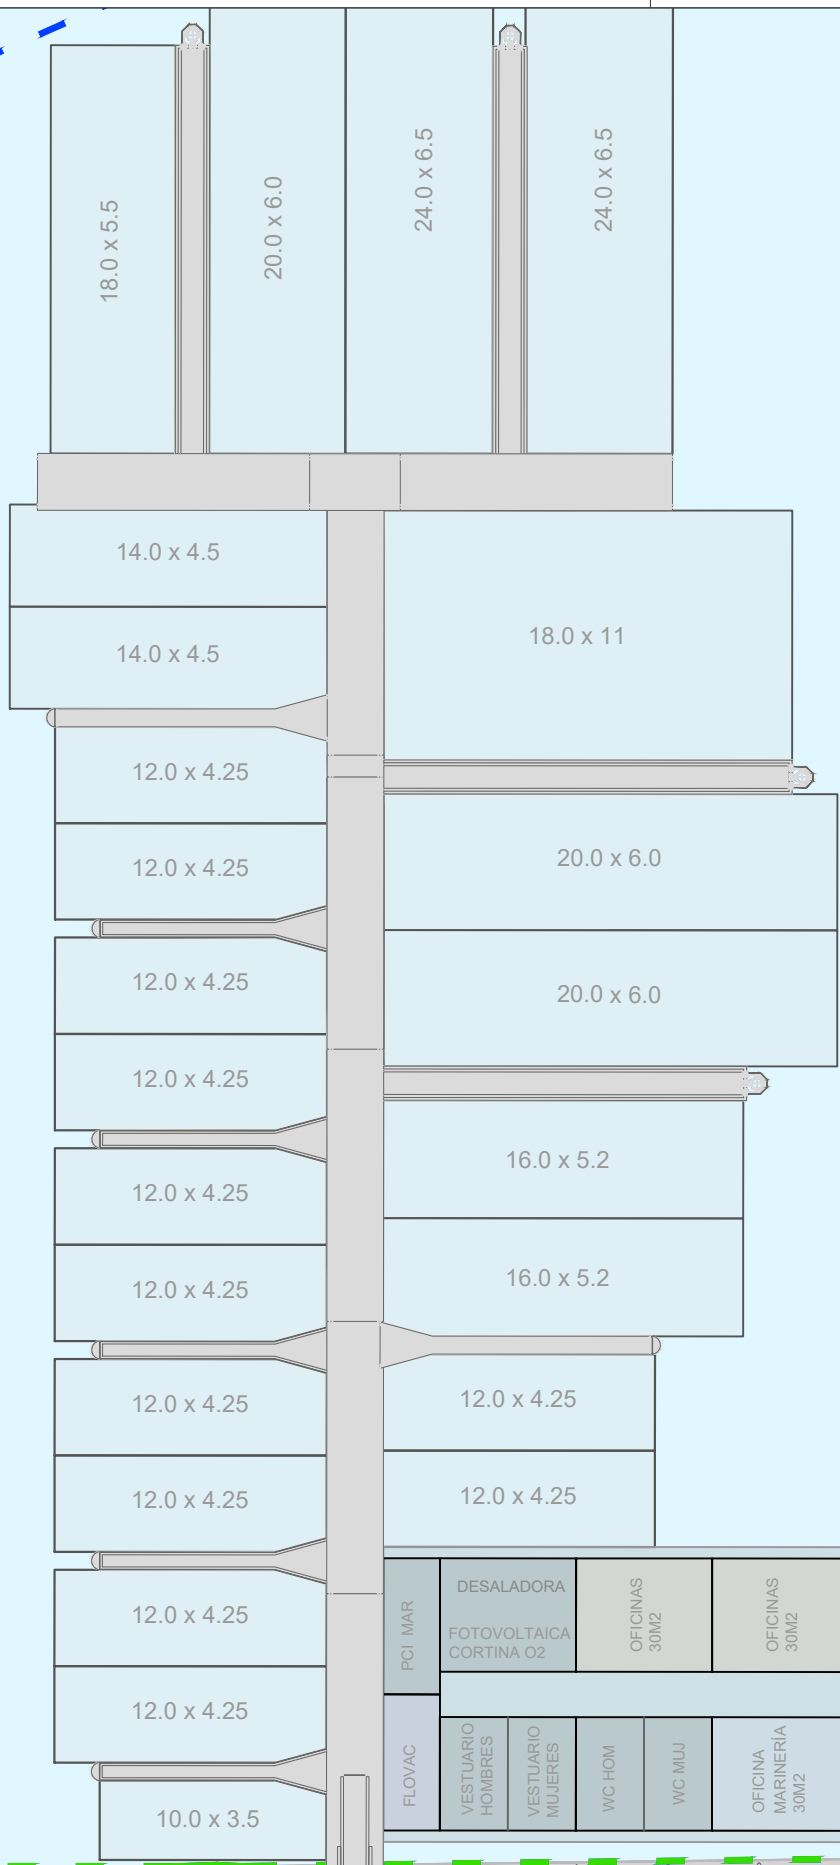 18.0 x 5.5
20.0 x 6.0
24.0 x 6.5
24.0 x 6.5
14.0 x 4.5
14.0 x 4.5
12.0 x 4.25
12.0 x 4.25
12.0 x 4.25
12.0 x 4.25
12.0 x 4.25
12.0 x 4.25
12.0 x 4.25
12.0 x 4.25
12.0 x 4.25
12.0 x 4.25
10.0 x 3.5
18.0 x 11
20.0 x 6.0
20.0 x 6.0
16.0 x 5.2
16.0 x 5.2
12.0 x 4.25
12.0 x 4.25
PCI MAR
DESALADORA
FOTOVOLTAICA
CORTINA O2
OFICINAS
30M2
OFICINAS
30M2
FLOVAC
VESTUARIO
HOMBRES
VESTUARIO
MUJERES
WC HOM
WC MUJ
OFICINA
MARINERÍA
30M2